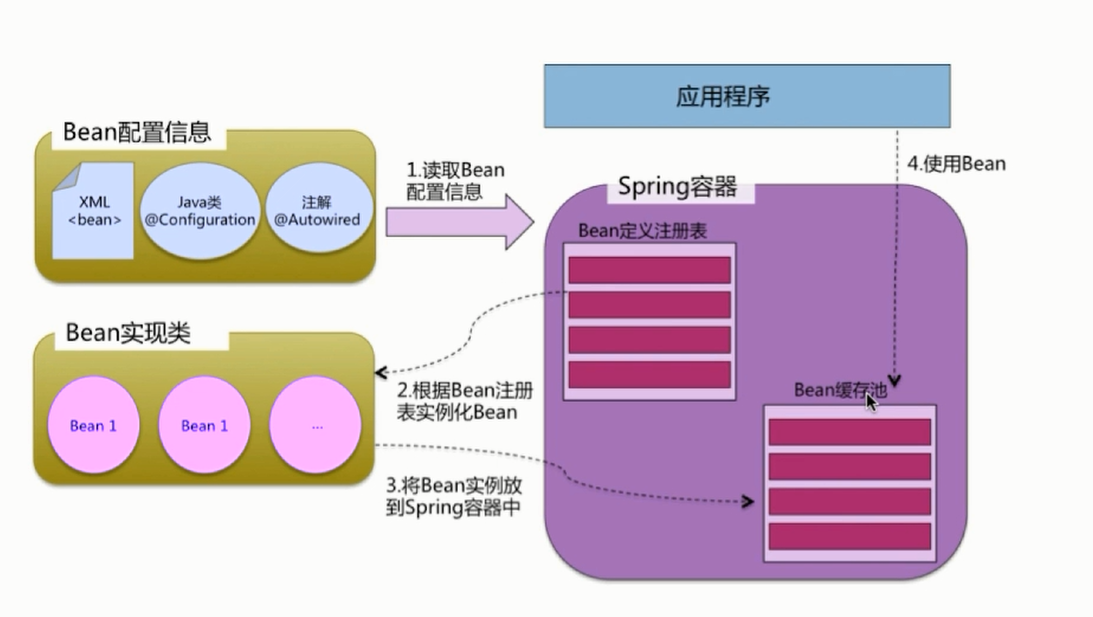 应用程序
Bean配置信息
XML
<bean>
Java类
@Configuration
注解
@Autowired
1.读取Bean
配置信息
4.使用Bean
Spring容器
Bean定义注册表
Bean实现类
Bean 1
Bean 1
...
2.根据Bean注册
表实例化Bean
Bean缓存池
3.将Bean实例放
到Spring容器中